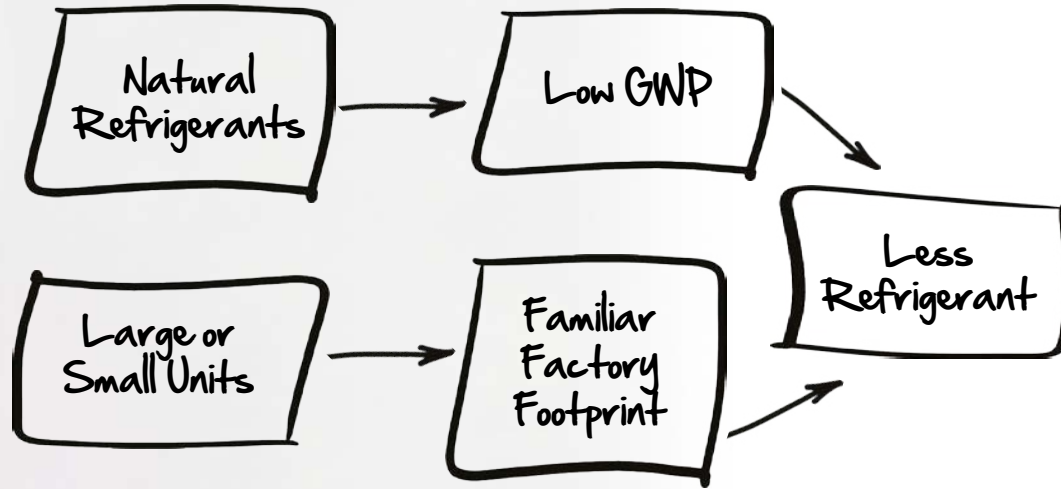 Natural
Refrigerants
Low GWP
Less
Refrigerant
Large or
Small Units
Familiar
Factory
Footprint